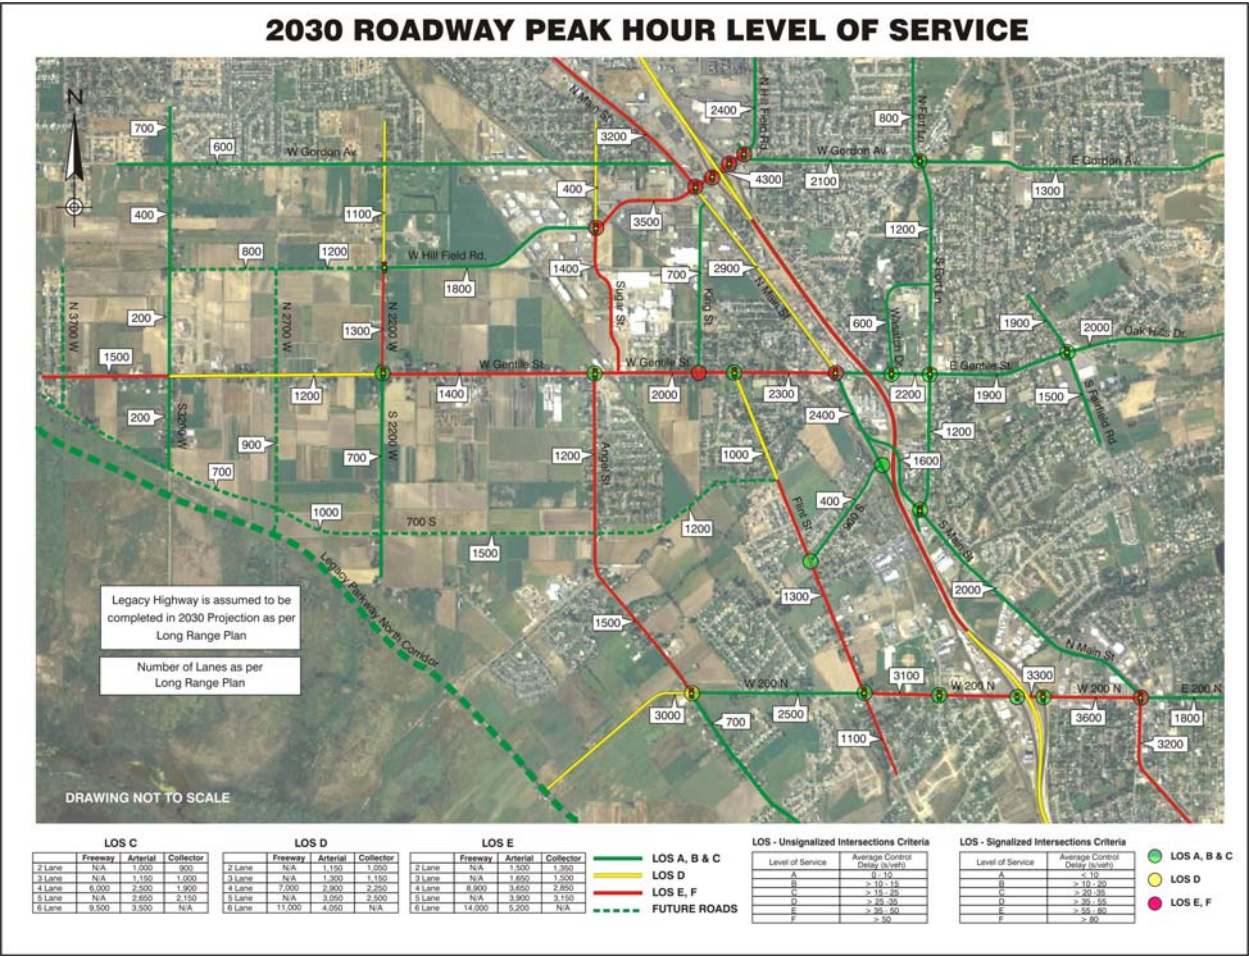 2030 ROADWAY PEAK HOUR LEVEL OF SERVICE
N
N Main St.
3200
2400
N Hill Field Rd.
800
N Fort Ln
700
600
W Gordon Av.
4300
W Gordon Av.
2100
E Gordon Av.
1300
400
1100
400
3500
1200
800
1200
W Hill Field Rd.
1800
1400
700
2900
N Main St.
S Fort Ln
N 3700 W
200
N 2700 W
1300
N 2200 W
Sugar St.
King St
600
Wasatch D
1900
2000
Oak Hills Dr.
1500
1200
1400
W Gentile St.
W Gentile St.
2000
2300
2200
E Gentile St.
1900
1500
S Fairfield Rd
200
S 3200 W
900
700
S 2200 W
1200
Angel St.
1000
2400
1200
1600
700
1000
700 S
1500
1200
Flint St.
400
900 S.
S Main St.
Legacy Parkway North Corridor
1300
2000
Legacy Highway is assumed to be
completed in 2030 Projection as per
Long Range Plan
1500
N Main St.
Number of Lanes as per
Long Range Plan
3000
W 200 N
2500
700
3100
W 200 N
3300
W 200 N
3600
E 200 N
1800
1100
3200
DRAWING NOT TO SCALE
LOS C
Freeway Arterial Collector
2 Lane N/A 1,000 900
3 Lane N/A 1,150 1,000
4 Lane 6,000 2,500 1,900
5 Lane N/A 2,650 2,150
6 Lane 9,500 3,500 N/A
LOS D
Freeway Arterial Collector
2 Lane N/A 1,150 1,050
3 Lane N/A 1,300 1,150
4 Lane 7,000 2,900 2,250
5 Lane N/A 3,050 2,500
6 Lane 11,000 4,050 N/A
LOS E
Freeway Arterial Collector
2 Lane N/A 1,500 1,350
3 Lane N/A 1,650 1,500
4 Lane 8,900 3,650 2,850
5 Lane N/A 3,900 3,150
6 Lane 14,000 5,200 N/A
LOS A, B & C
LOS D
LOS E, F
FUTURE ROADS
LOS - Unsignalized Intersections Criteria
Level of Service Average Control Delay (s/veh)
A 0 - 10
B > 10 - 15
C > 15 - 25
D > 25 -35
E > 35 - 50
F > 50
LOS - Signalized Intersections Criteria
Level of Service Average Control Delay (s/veh)
A < 10
B > 10 - 20
C > 20 -35
D > 35 - 55
E > 55 - 80
F > 80
LOS A, B & C
LOS D
LOS E, F